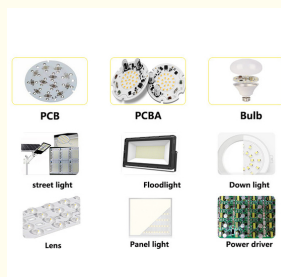 PCB
PCBA
Bulb
street light
Floodlight
Down light
Lens
Panel light
Power driver